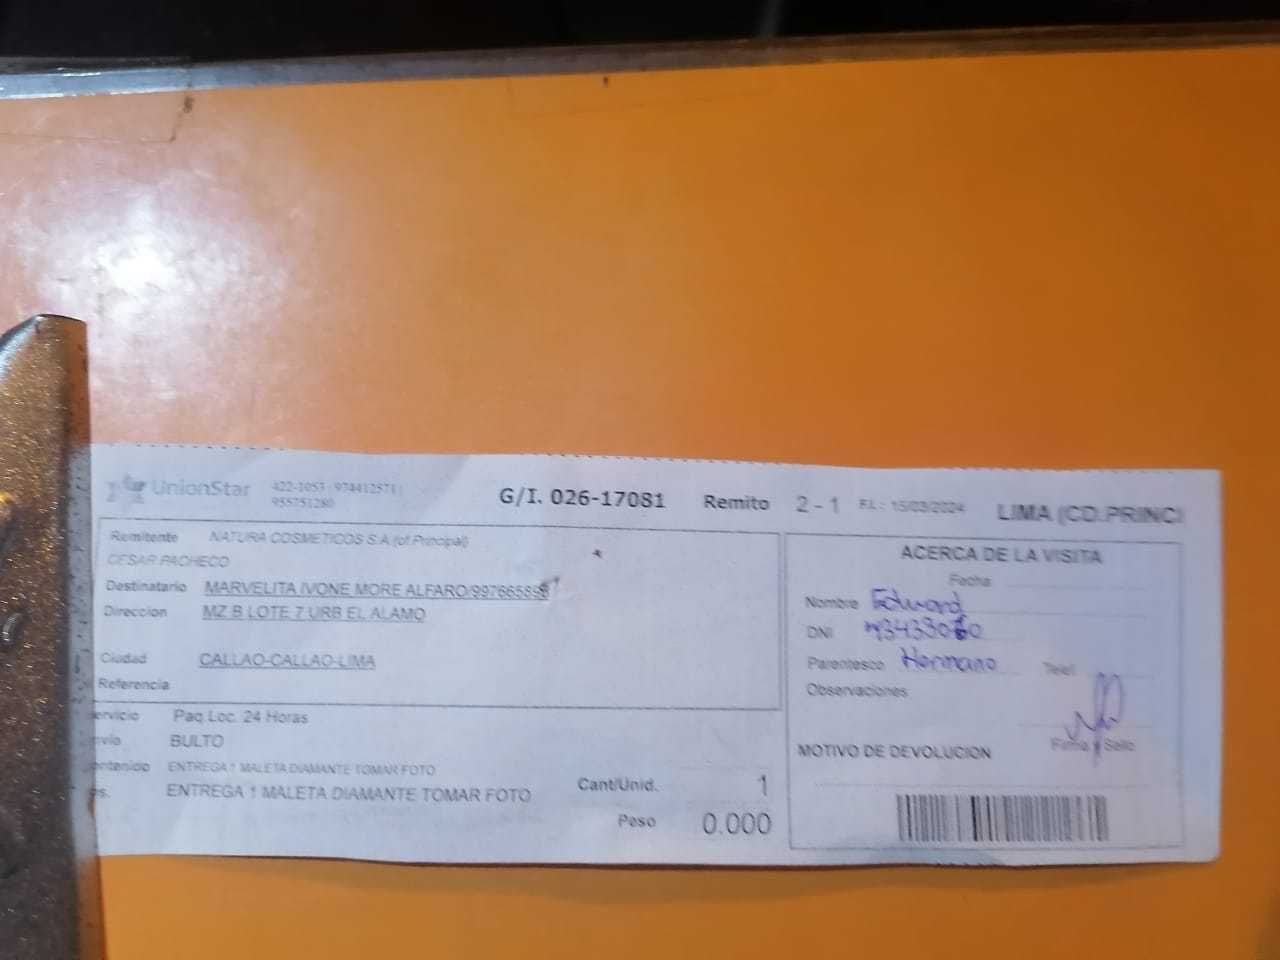 UnionStar 422-1053 / 974412571 / G/I. 026-17081 Remito 2 - 1 F.I.: 15/03/2024 LIMA (CD.PRINCI
955751280
Remitente NATURA COSMETICOS S.A (of.Principal)
CESAR PACHECO
Destinatario MARVELITA IVONE MORE ALFARO/
Direccion MZ B LOTE 7 URB EL ALAMO
Ciudad CALLAO-CALLAO-LIMA
Referencia
ervicio Paq.Loc. 24 Horas
nvio BULTO
ontenido ENTREGA 1 MALETA DIAMANTE TOMAR FOTO
s. ENTREGA 1 MALETA DIAMANTE TOMAR FOTO
Cant/Unid. 1
Peso 0.000
ACERCA DE LA VISITA
Fecha
Nombre Edward
DNI
Parentesco Hermano Telef
Observaciones
Firma y Sello
MOTIVO DE DEVOLUCION